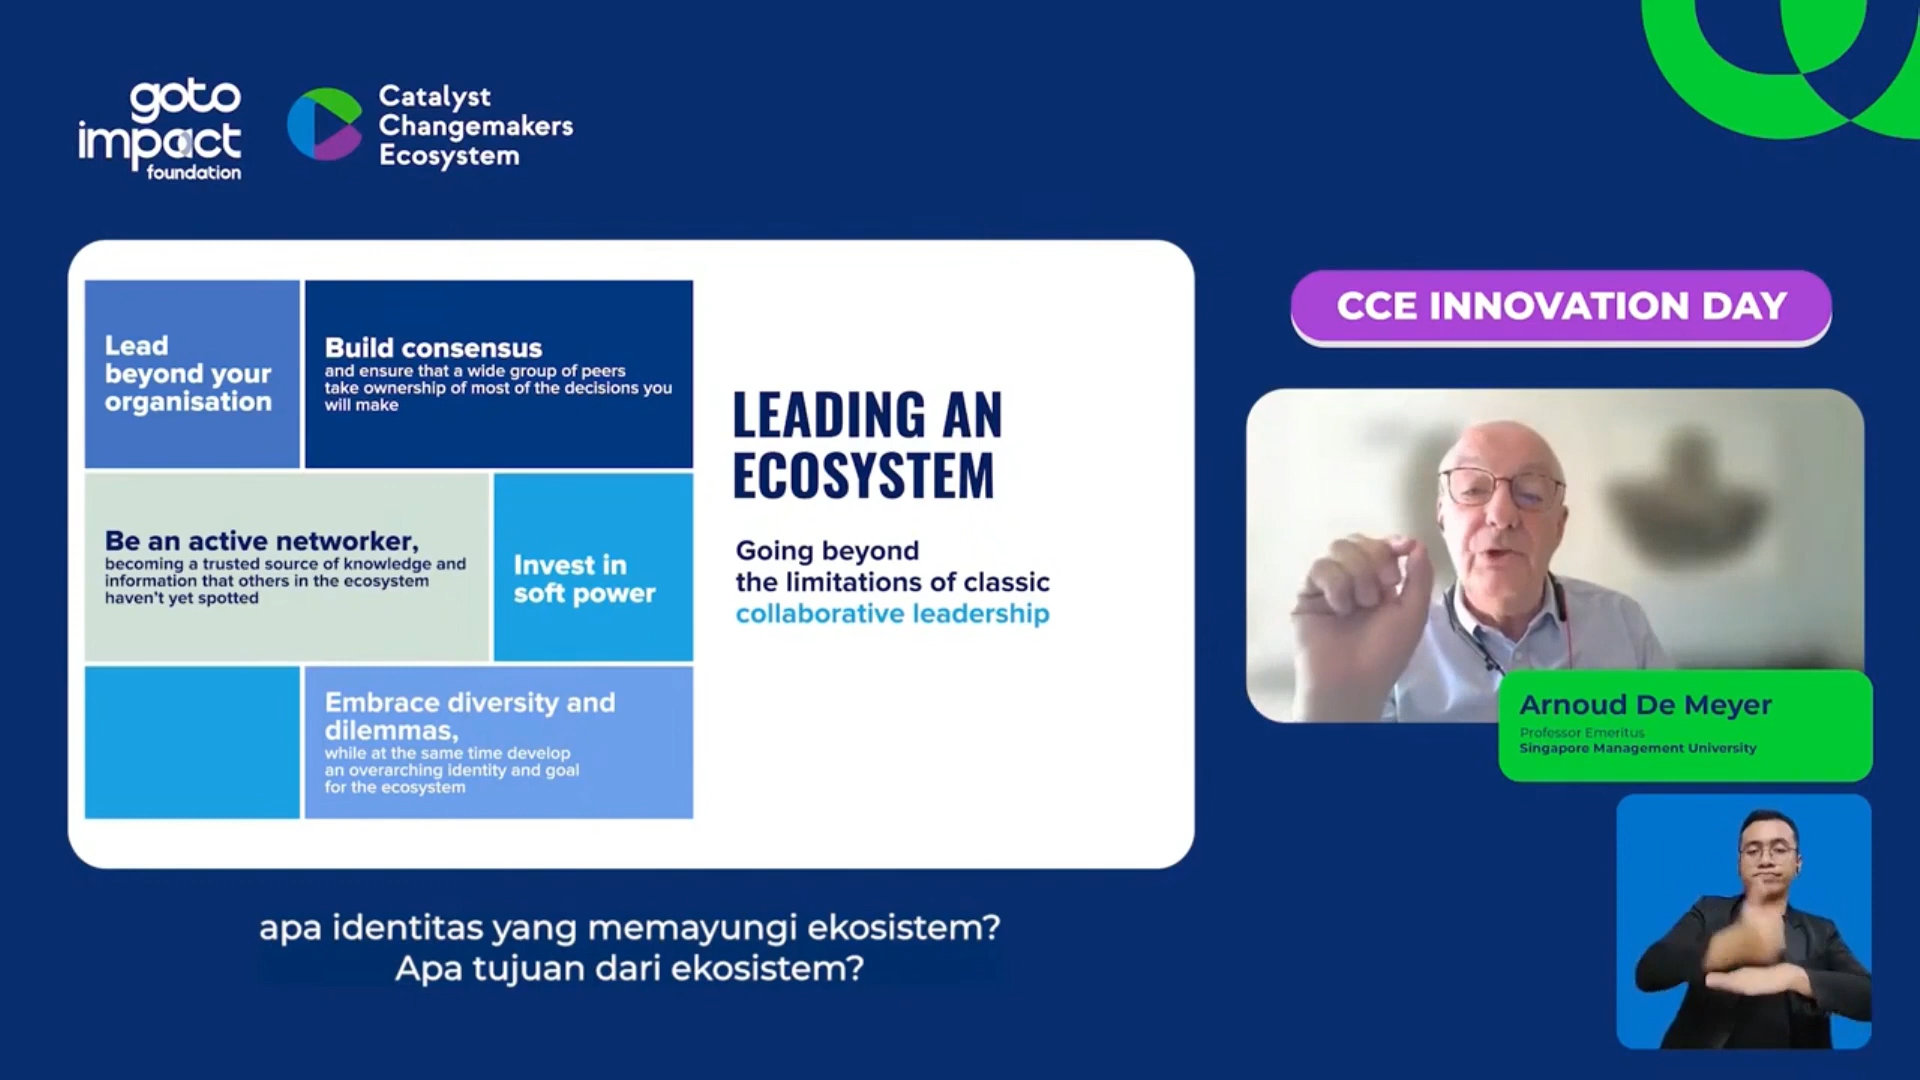 goto
impact
foundation
Catalyst
Changemakers
Ecosystem
Lead
beyond your
organisation
Build consensus
and ensure that a wide group of peers
take ownership of most of the decisions you
will make
Be an active networker,
becoming a trusted source of knowledge and
information that others in the ecosystem
haven't yet spotted
Invest in
soft power
Embrace diversity and
dilemmas,
while at the same time develop
an overarching identity and goal
for the ecosystem
LEADING AN
ECOSYSTEM
Going beyond
the limitations of classic
collaborative leadership
CCE INNOVATION DAY
Arnoud De Meyer
Professor Emeritus
Singapore Management University
apa identitas yang memayungi ekosistem?
Apa tujuan dari ekosistem?